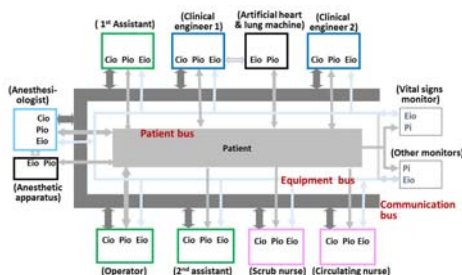 ( 1st Assistant)
(Clinical
engineer 1)
(Artificial heart
& lung machine)
(Clinical
engineer 2)
Cio Pio Eio
Cio Pio Eio
Eio Pio
Cio Pio Eio
(Anesthesi-
ologist)
Cio
Pio
Eio
Eio Pio
(Anesthetic
apparatus)
Patient bus
Patient
Equipment bus
Communication
bus
(Vital signs
monitor)
Eio
Pi
(Other monitors)
Pi
Eio
Cio Pio Eio
Cio Pio Eio
Cio Pio Eio
Cio Pio Eio
(Operator)
(2nd assistant)
(Scrub nurse)
(Circulating nurse)